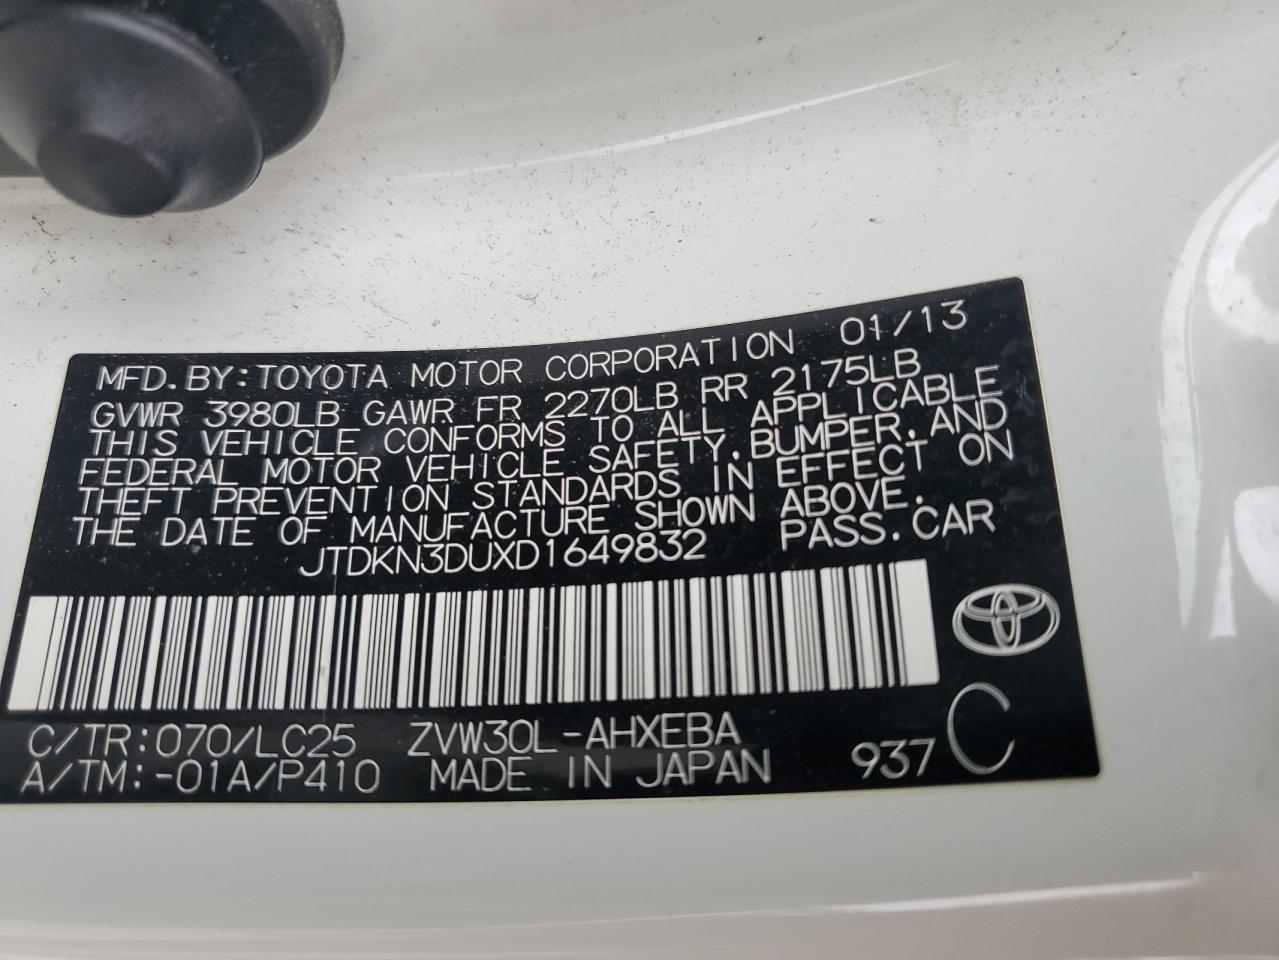 MFD.BY:TOYOTA MOTOR CORPORATION 01/13
GVWR 3980LB GAWR FR 2270LB RR 2175LB
THIS VEHICLE CONFORMS TO ALL APPLICABLE
FEDERAL MOTOR VEHICLE SAFETY,BUMPER,AND
THEFT PREVENTION STANDARDS IN EFFECT ON
THE DATE OF MANUFACTURE SHOWN ABOVE.
JTDKN3DUXD1649832 PASS.CAR
C/TR:070/LC25 ZVW30L-AHXEBA
A/TM:-01A/P410 MADE IN JAPAN 937 C